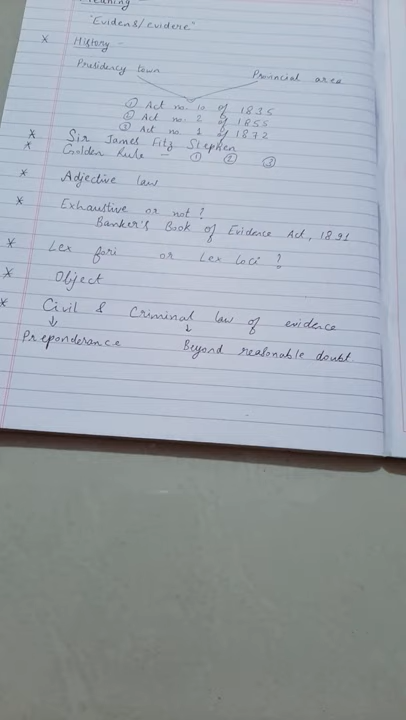 Meaning
"Evidens/evidere"
* History -
Presidency town Provincial area
① Act no. 10 of 1835
② Act no. 2 of 1855
③ Act no. 1 of 1872
* Sir James Fitz Stephen
* Golden Rule - ① ② ③
* Adjective law
* Exhaustive or not?
Banker's Book of Evidence Act, 1891
* Lex fori or Lex loci?
* Object
* Civil & Criminal law of evidence
↓ ↓
Preponderance Beyond reasonable doubt